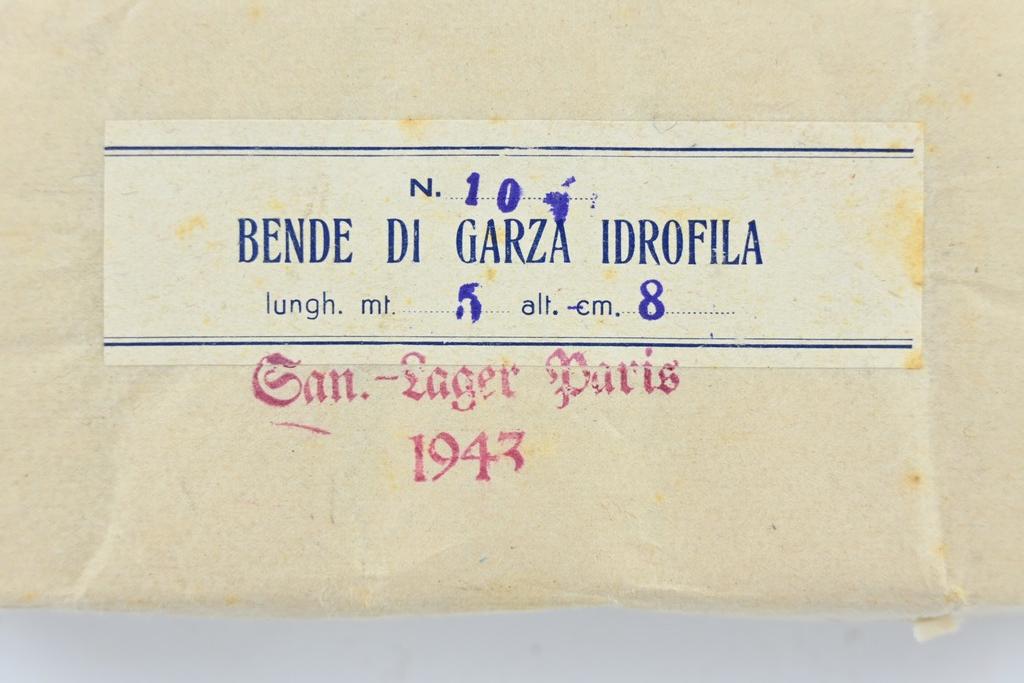 N. 10
BENDE DI GARZA IDROFILA
lungh. mt. 5 alt. cm. 8
San.-Lager Paris
1943